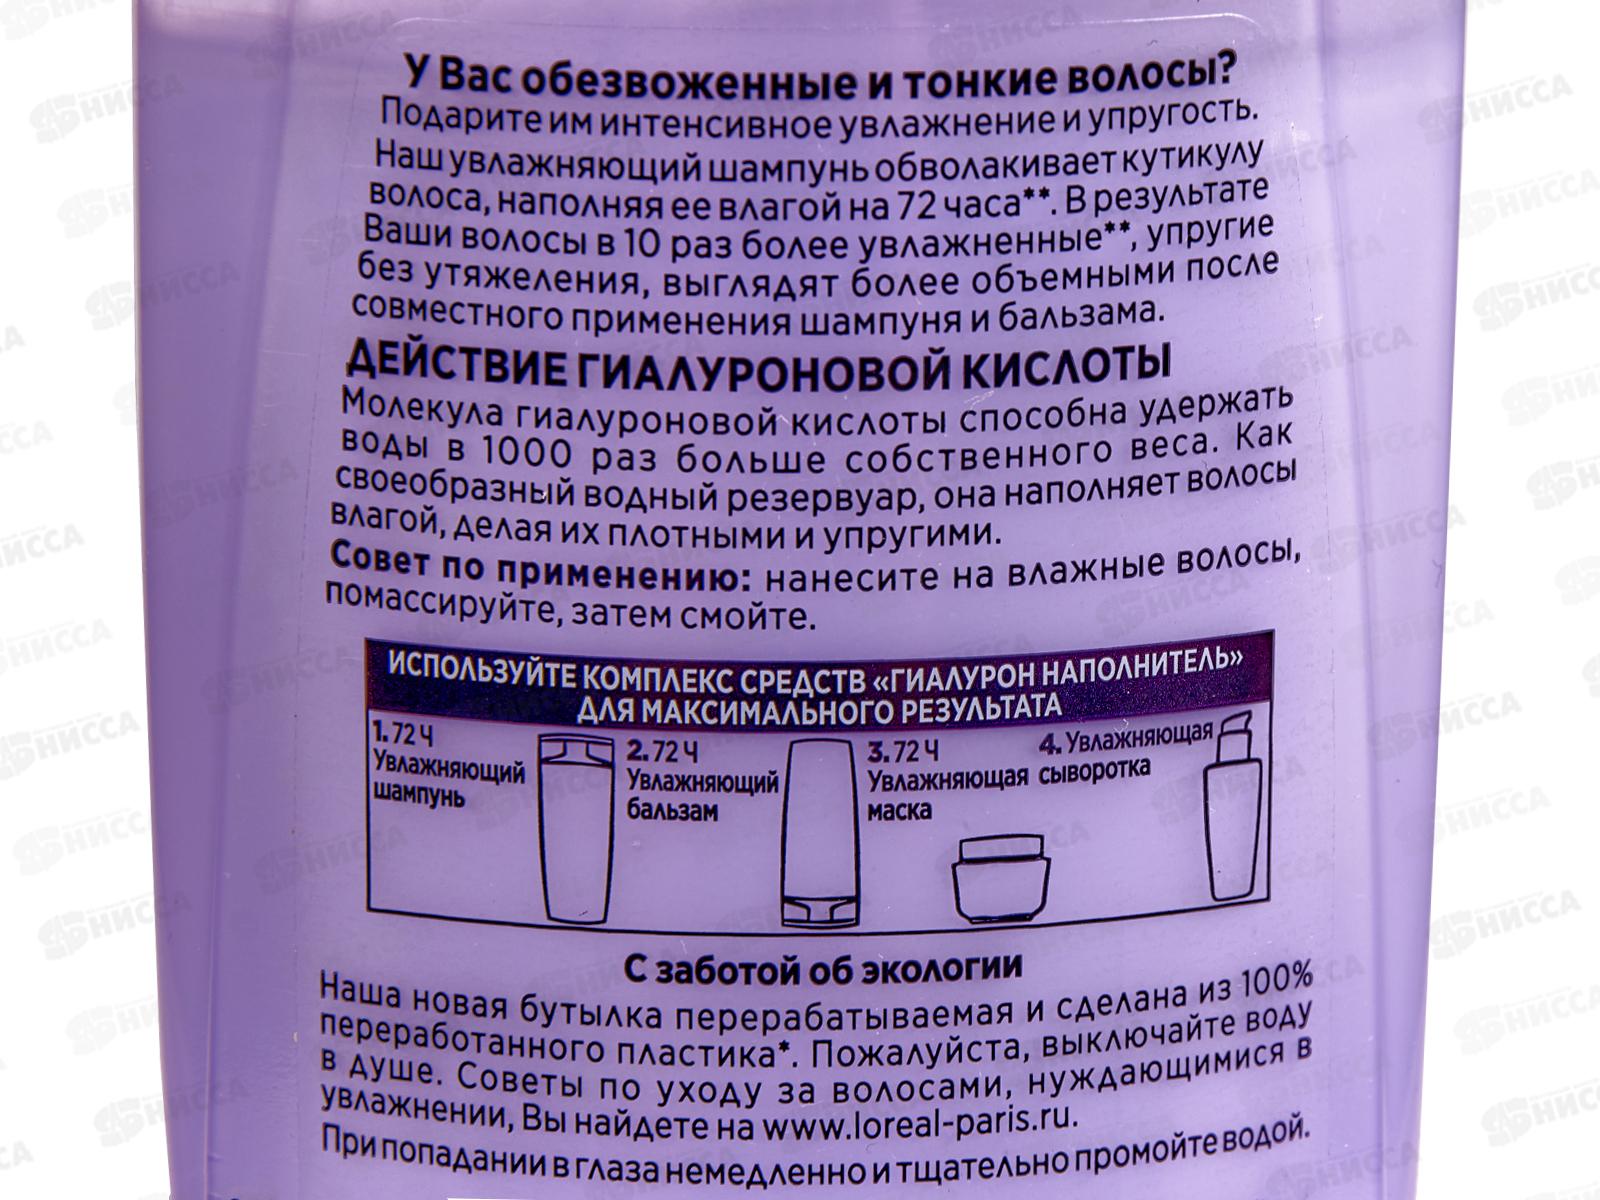 У Вас обезвоженные и тонкие волосы?
Подарите им интенсивное увлажнение и упругость.
Наш увлажняющий шампунь обволакивает кутикулу
волоса, наполняя ее влагой на 72 часа**. В результате
Ваши волосы в 10 раз более увлажненные**, упругие
без утяжеления, выглядят более объемными после
совместного применения шампуня и бальзама.
ДЕЙСТВИЕ ГИАЛУРОНОВОЙ КИСЛОТЫ
Молекула гиалуроновой кислоты способна удержать
воды в 1000 раз больше собственного веса. Как
своеобразный водный резервуар, она наполняет волосы
влагой, делая их плотными и упругими.
Совет по применению: нанесите на влажные волосы,
помассируйте, затем смойте.
ИСПОЛЬЗУЙТЕ КОМПЛЕКС СРЕДСТВ «ГИАЛУРОН НАПОЛНИТЕЛЬ»
ДЛЯ МАКСИМАЛЬНОГО РЕЗУЛЬТАТА
1. 72 Ч
Увлажняющий
шампунь
2. 72 Ч
Увлажняющий
бальзам
3. 72 Ч
Увлажняющая
маска
4. Увлажняющая
сыворотка
С заботой об экологии
Наша новая бутылка перерабатываемая и сделана из 100%
переработанного пластика*. Пожалуйста, выключайте воду
в душе. Советы по уходу за волосами, нуждающимися в
увлажнении, Вы найдете на www.loreal-paris.ru.
При попадании в глаза немедленно и тщательно промойте водой.
НИССА